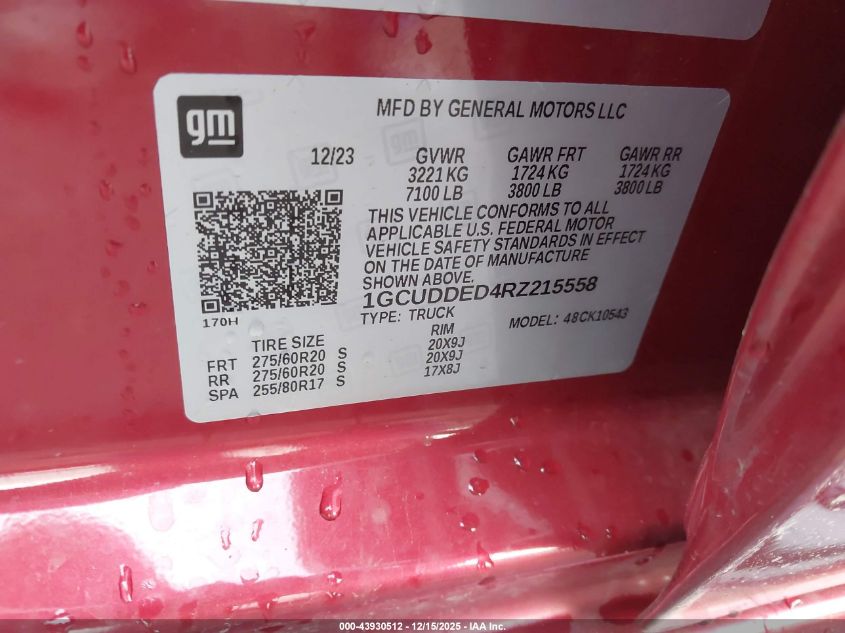 gm
MFD BY GENERAL MOTORS LLC
12/23 GVWR GAWR FRT GAWR RR
3221 KG 1724 KG 1724 KG
7100 LB 3800 LB 3800 LB
THIS VEHICLE CONFORMS TO ALL
APPLICABLE U.S. FEDERAL MOTOR
VEHICLE SAFETY STANDARDS IN EFFECT
ON THE DATE OF MANUFACTURE
SHOWN ABOVE.
1GCUDDED4RZ215558
170H
TYPE: TRUCK MODEL: 48CK10543
TIRE SIZE RIM
FRT 275/60R20 S 20X9J
RR 275/60R20 S 20X9J
SPA 255/80R17 S 17X8J
000-43930512 - 12/15/2025 - IAA Inc.